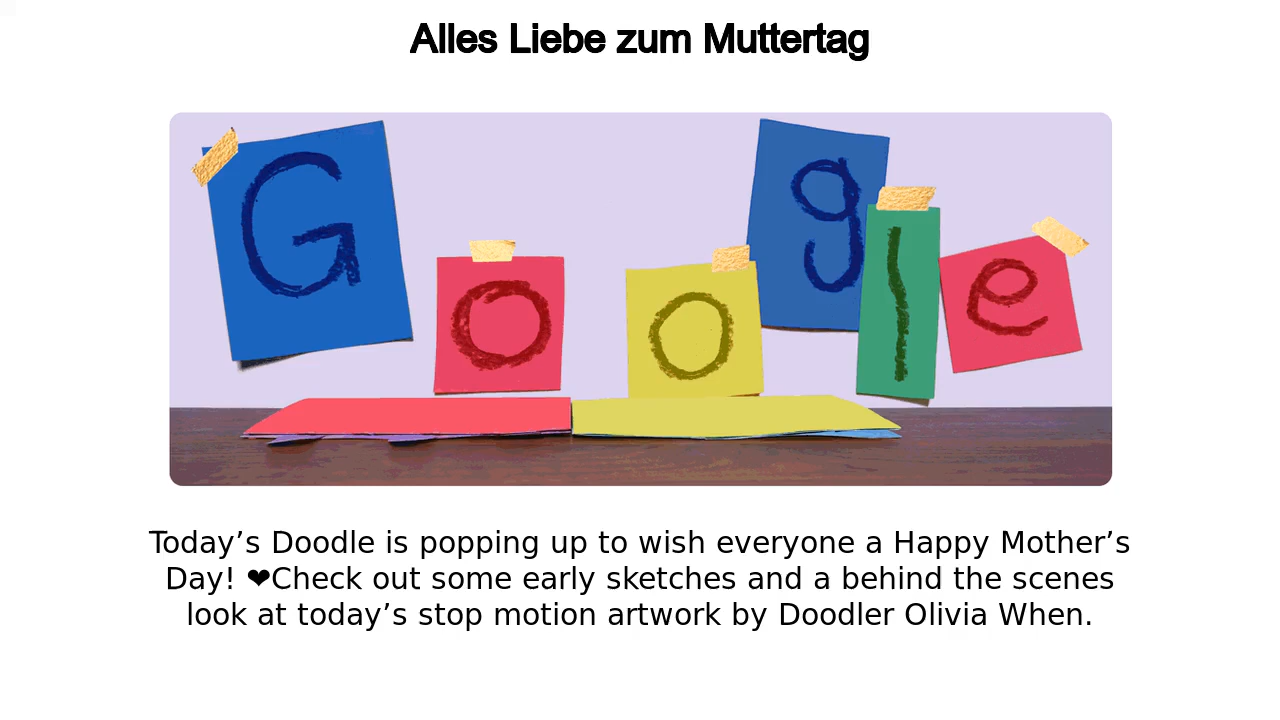 Alles Liebe zum Muttertag
Google
Today’s Doodle is popping up to wish everyone a Happy Mother’s
Day! ❤Check out some early sketches and a behind the scenes
look at today’s stop motion artwork by Doodler Olivia When.